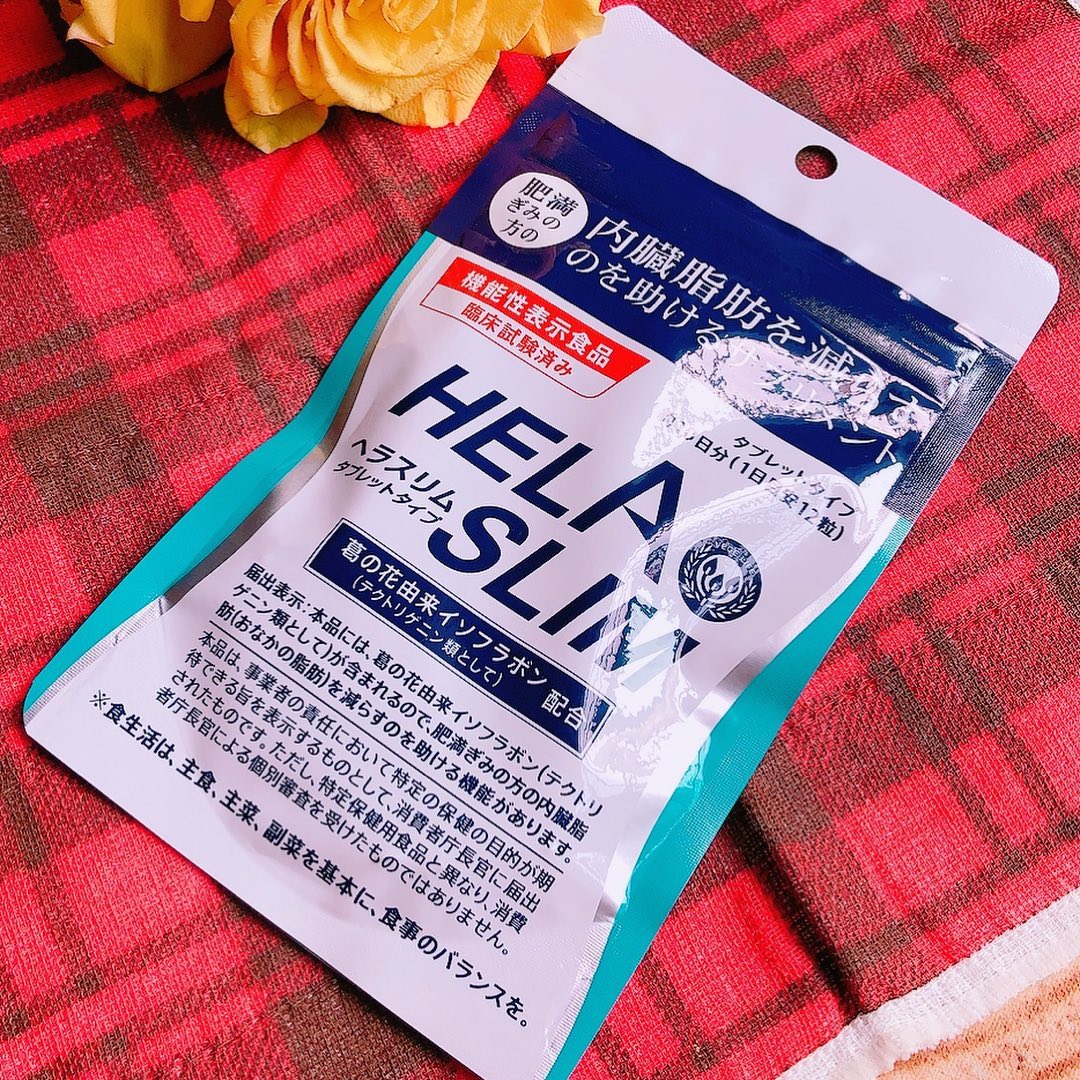 肥満
ぎみの
方の
内臓脂肪を減らす
のを助けるサプリメント
機能性表示食品
臨床試験済み
タブレットタイプ
日分(1日目安12粒)
HELA
SLIM
ヘラスリム
タブレットタイプ
葛の花由来イソフラボン
(テクトリゲニン類として)
配合
届出表示:本品には、葛の花由来イソフラボン(テクトリ
ゲニン類として)が含まれるので、肥満ぎみの方の内臓脂
肪(おなかの脂肪)を減らすのを助ける機能があります。
本品は、事業者の責任において特定の保健の目的が期
待できる旨を表示するものとして、消費者庁長官に届出
されたものです。ただし、特定保健用食品と異なり、消費
者庁長官による個別審査を受けたものではありません。
※食生活は、主食、主菜、副菜を基本に、食事のバランスを。